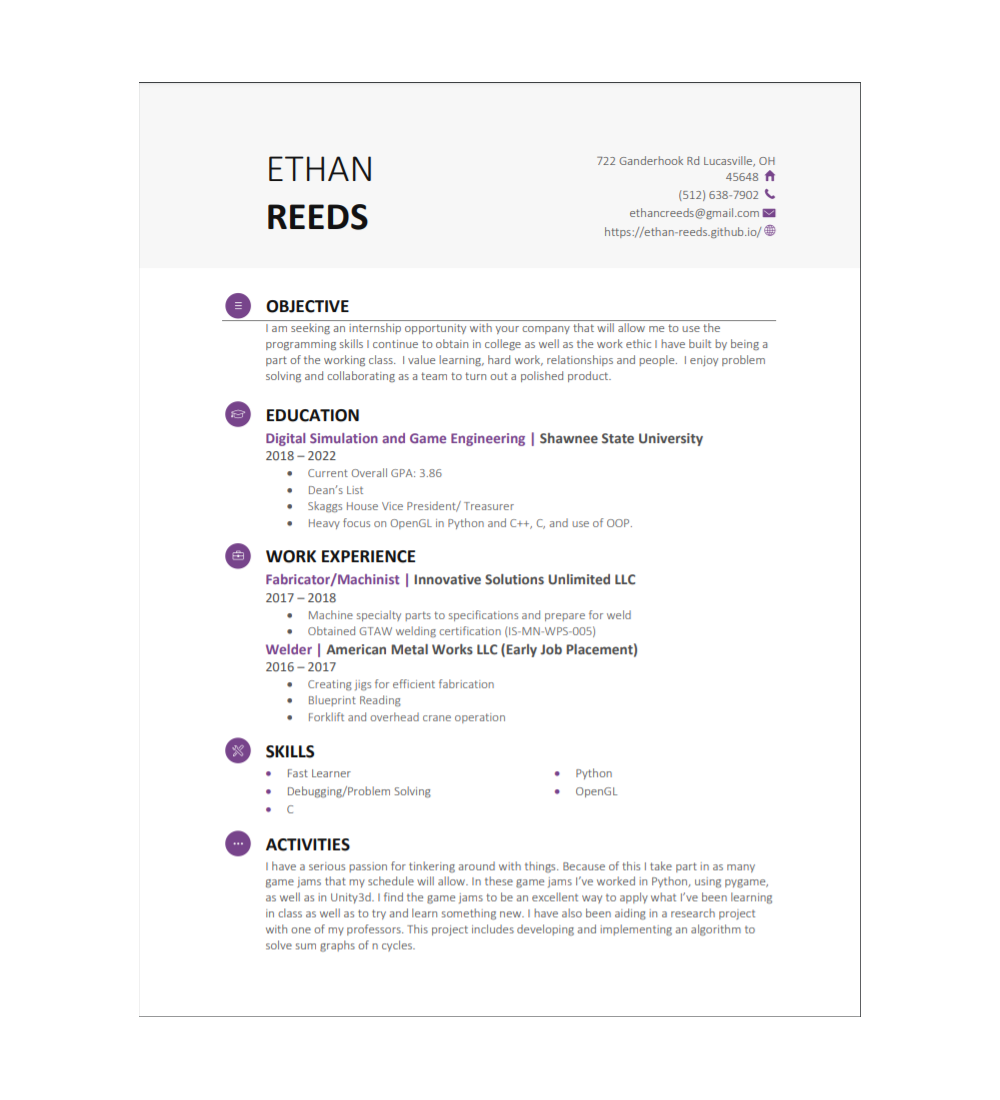 ETHAN
REEDS
722 Ganderhook Rd Lucasville, OH
45648
(512) 638-7902
ethancreeds@gmail.com
https://ethan-reeds.github.io/
OBJECTIVE
I am seeking an internship opportunity with your company that will allow me to use the
programming skills I continue to obtain in college as well as the work ethic I have built by being a
part of the working class.  I value learning, hard work, relationships and people.  I enjoy problem
solving and collaborating as a team to turn out a polished product.
EDUCATION
Digital Simulation and Game Engineering | Shawnee State University
2018 – 2022
• Current Overall GPA: 3.86
• Dean's List
• Skaggs House Vice President/ Treasurer
• Heavy focus on OpenGL in Python and C++, C, and use of OOP.
WORK EXPERIENCE
Fabricator/Machinist | Innovative Solutions Unlimited LLC
2017 – 2018
• Machine specialty parts to specifications and prepare for weld
• Obtained GTAW welding certification (IS-MN-WPS-005)
Welder | American Metal Works LLC (Early Job Placement)
2016 – 2017
• Creating jigs for efficient fabrication
• Blueprint Reading
• Forklift and overhead crane operation
SKILLS
• Fast Learner
• Debugging/Problem Solving
• C
• Python
• OpenGL
ACTIVITIES
I have a serious passion for tinkering around with things. Because of this I take part in as many
game jams that my schedule will allow. In these game jams I've worked in Python, using pygame,
as well as in Unity3d. I find the game jams to be an excellent way to apply what I've been learning
in class as well as to try and learn something new. I have also been aiding in a research project
with one of my professors. This project includes developing and implementing an algorithm to
solve sum graphs of n cycles.